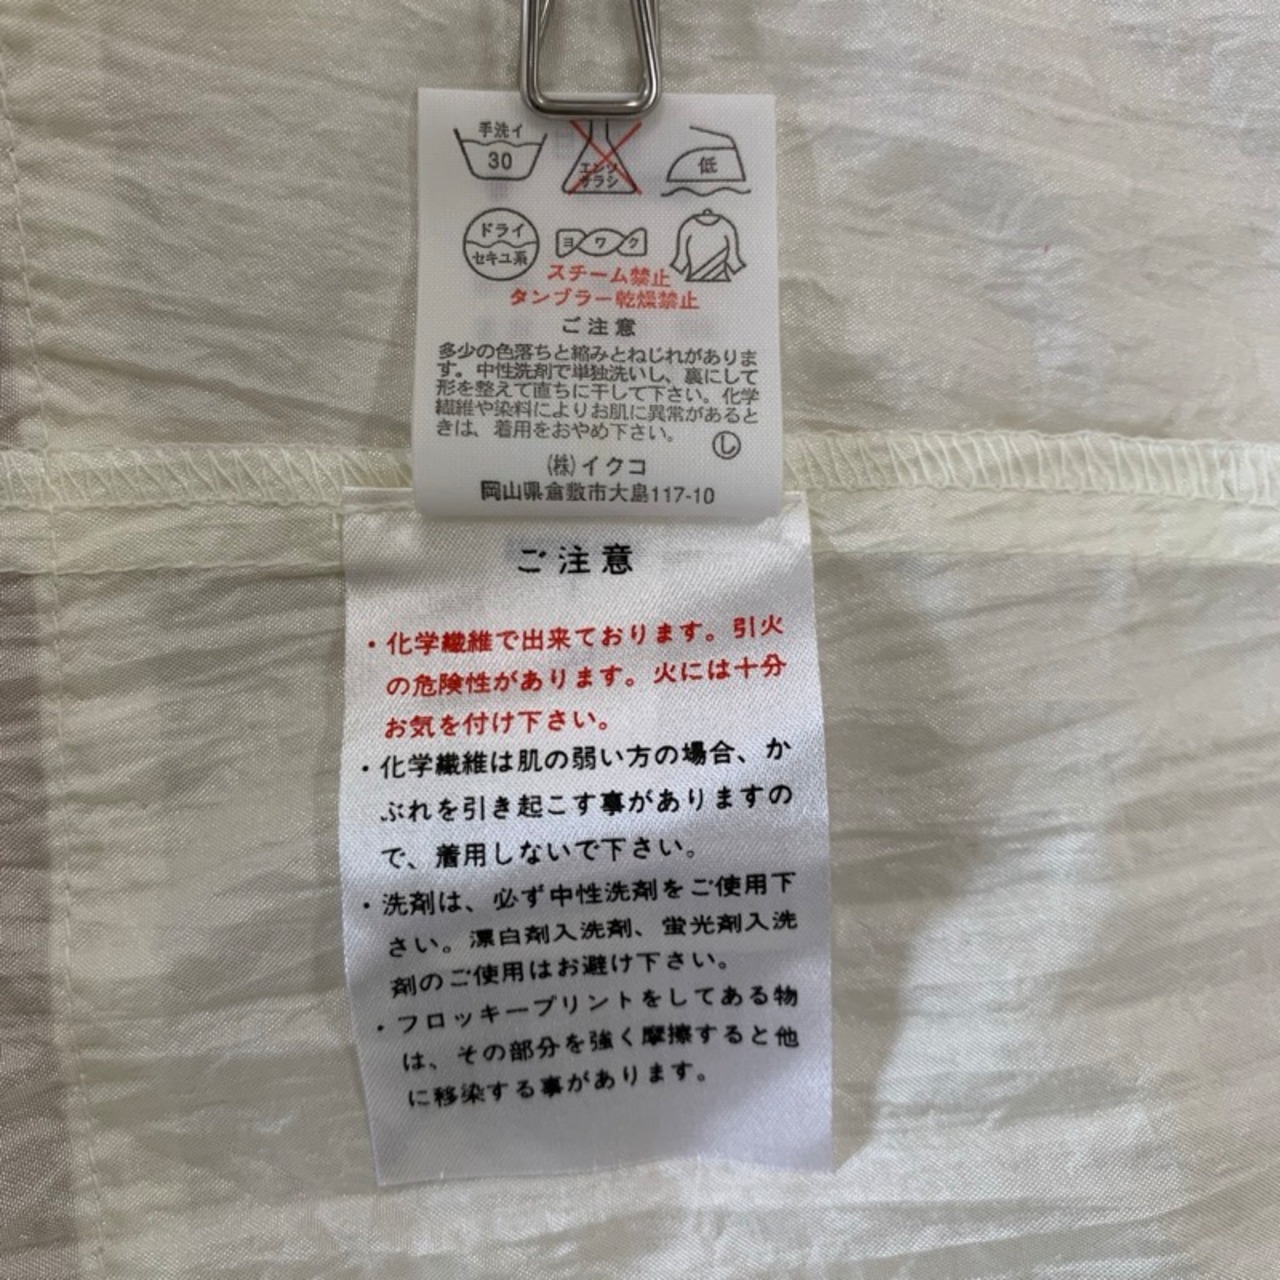 手洗イ
30
エンソ
サラシ
低
ドライ
セキユ系
ヨワク
スチーム禁止
タンブラー乾燥禁止
ご注意
多少の色落ちと縮みとねじれがありま
す。中性洗剤で単独洗いし、裏にして
形を整えて直ちに干して下さい。化学
繊維や染料によりお肌に異常があると
きは、着用をおやめ下さい。
し
㈱イクコ
岡山県倉敷市大島117-10
ご注意
・化学繊維で出来ております。引火
の危険性があります。火には十分
お気を付け下さい。
・化学繊維は肌の弱い方の場合、か
ぶれを引き起こす事がありますの
で、着用しないで下さい。
・洗剤は、必ず中性洗剤をご使用下
さい。漂白剤入洗剤、蛍光剤入洗
剤のご使用はお避け下さい。
・フロッキープリントをしてある物
は、その部分を強く摩擦すると他
に移染する事があります。